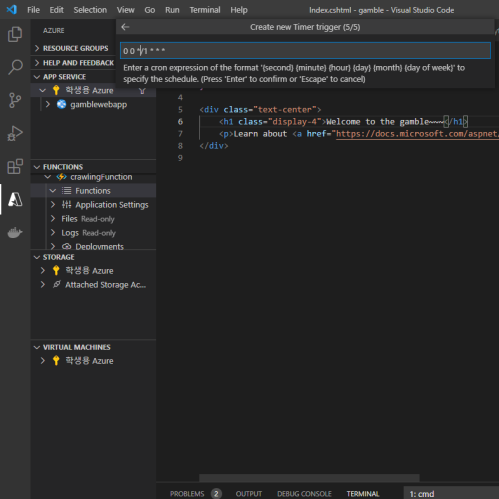 File Edit Selection View Go Run Terminal Help Index.cshtml - gamble - Visual Studio Code
AZURE
Create new Timer trigger (5/5)
0 0 */1 * * *
Enter a cron expression of the format '{second} {minute} {hour} {day} {month} {day of week}' to
specify the schedule. (Press 'Enter' to confirm or 'Escape' to cancel)
RESOURCE GROUPS
HELP AND FEEDBACK
APP SERVICE
학생용 Azure
gamblewebapp
4
5 <div class="text-center">
6 <h1 class="display-4">Welcome to the gamble~~~</h1>
7 <p>Learn about <a href="https://docs.microsoft.com/aspnet/
8 </div>
9
FUNCTIONS
crawlingFunction
Functions
Application Settings
Files Read-only
Logs Read-only
Deployments
STORAGE
학생용 Azure
Attached Storage Ac...
VIRTUAL MACHINES
학생용 Azure
PROBLEMS 2 OUTPUT DEBUG CONSOLE TERMINAL 1: cmd